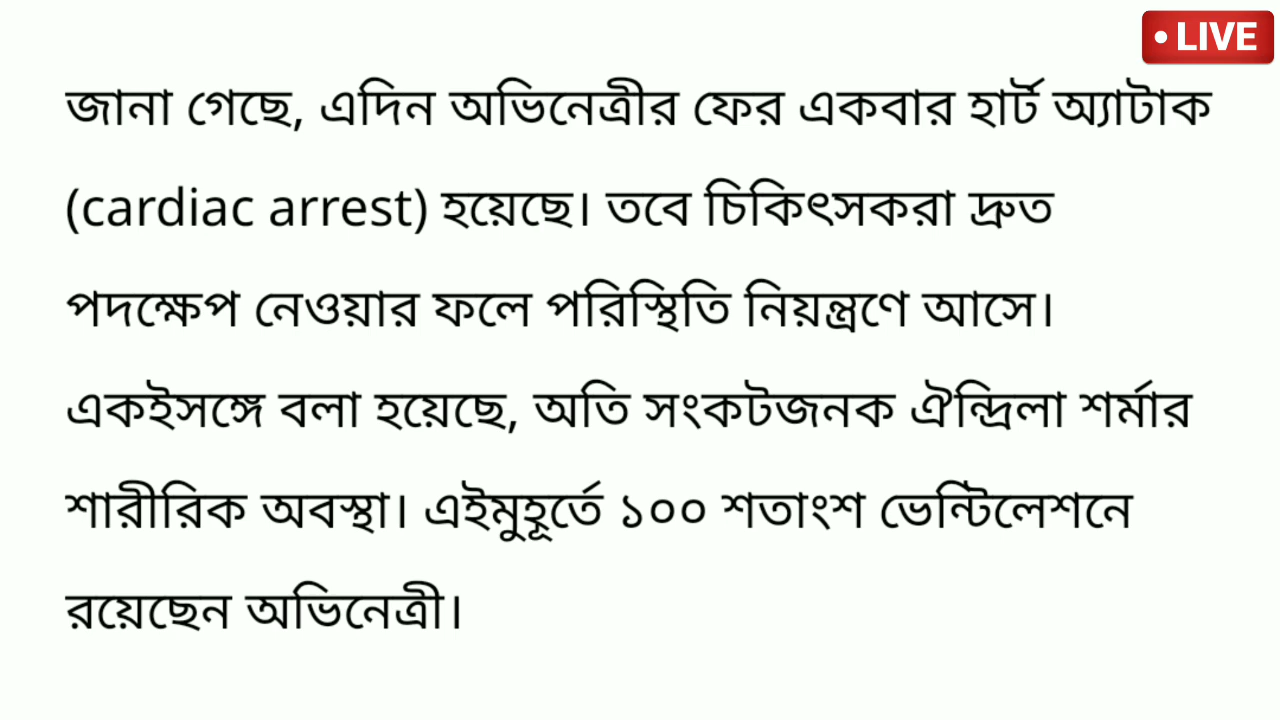 • LIVE
জানা গেছে, এদিন অভিনেত্রীর ফের একবার হার্ট অ্যাটাক
(cardiac arrest) হয়েছে। তবে চিকিৎসকরা দ্রুত
পদক্ষেপ নেওয়ার ফলে পরিস্থিতি নিয়ন্ত্রণে আসে।
একইসঙ্গে বলা হয়েছে, অতি সংকটজনক ঐন্দ্রিলা শর্মার
শারীরিক অবস্থা। এইমুহূর্তে ১০০ শতাংশ ভেন্টিলেশনে
রয়েছেন অভিনেত্রী।